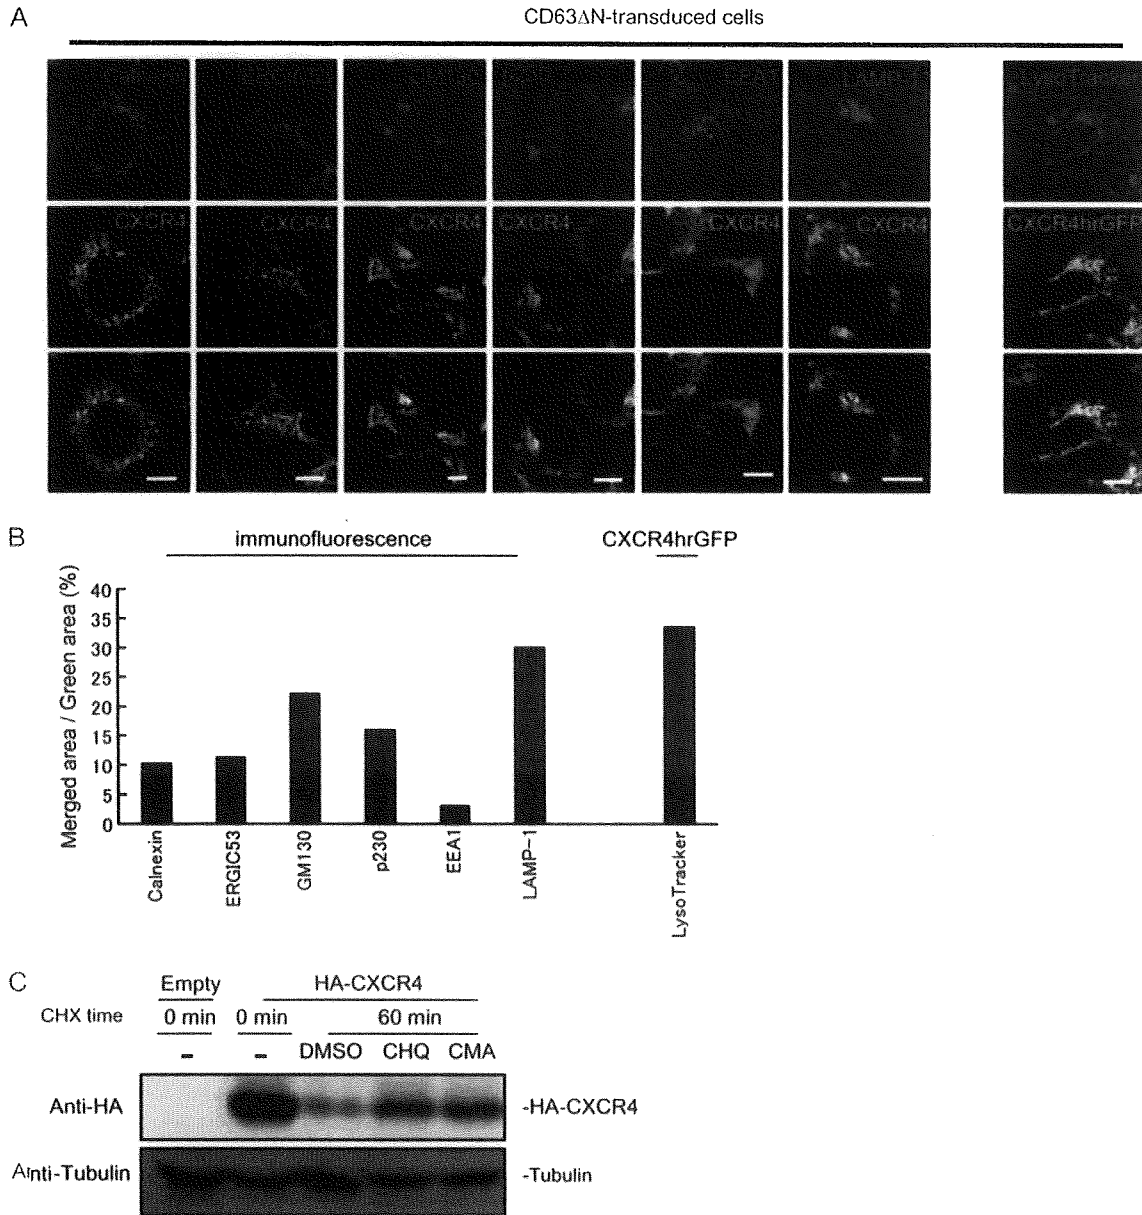 A
CD63ΔN-transduced cells
CXCR4 CXCR4 CXCR4 CXCR4 CXCR4 CXCR4 CXCR4hrGFP
B
immunofluorescence CXCR4hrGFP
Merged area / Green area (%)
40
35
30
25
20
15
10
5
0
Calnexin ERGIC53 GM130 p230 EEA1 LAMP-1 LysoTracker
C
Empty HA-CXCR4
CHX time 0 min 0 min 60 min
- - DMSO CHQ CMA
Anti-HA -HA-CXCR4
Anti-Tubulin -Tubulin